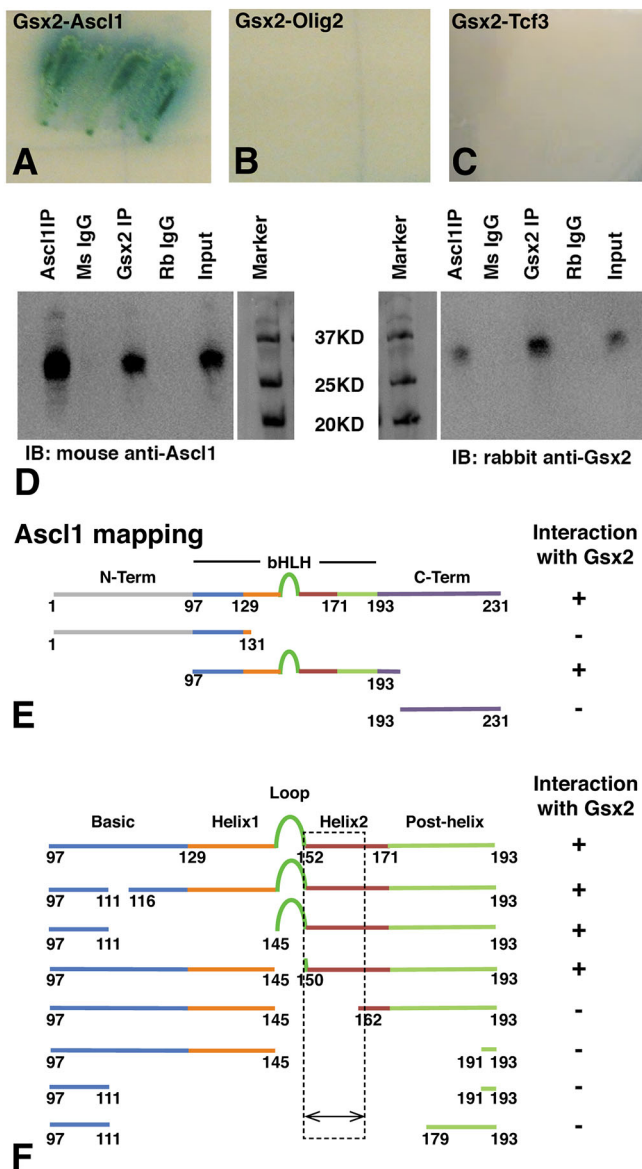 Gsx2-Ascl1 Gsx2-Olig2 Gsx2-Tcf3
A B C
Ascl1IP Ms IgG Gsx2 IP Rb IgG Input Marker Marker Ascl1IP Ms IgG Gsx2 IP Rb IgG Input
37KD
25KD
20KD
IB: mouse anti-Ascl1 IB: rabbit anti-Gsx2
D
Ascl1 mapping
Interaction
with Gsx2
bHLH
N-Term C-Term
1 97 129 171 193 231 +
1 131 -
97 193 +
193 231 -
E
Interaction
with Gsx2
Loop
Basic Helix1 Helix2 Post-helix
97 129 152 171 193 +
97 111 116 193 +
97 111 145 193 +
97 145 150 193 +
97 145 162 193 -
97 145 191 193 -
97 111 191 193 -
97 111 179 193 -
F